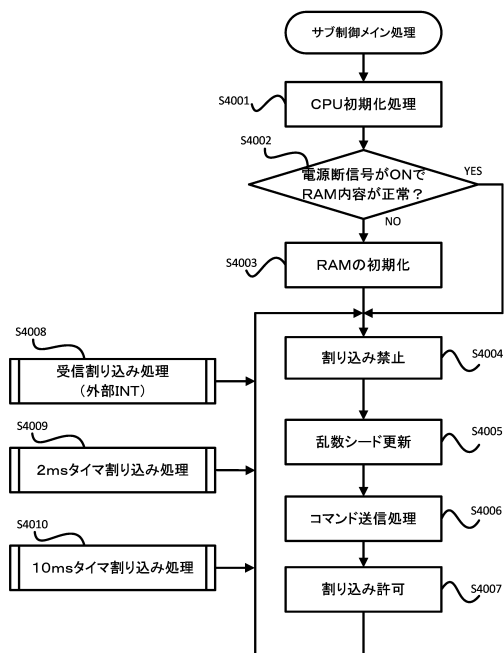 サブ制御メイン処理
S4001
CPU初期化処理
S4002
電源断信号がONで
RAM内容が正常？
YES
NO
S4003
RAMの初期化
S4008
受信割り込み処理
（外部INT）
割り込み禁止
S4004
S4009
2msタイマ割り込み処理
乱数シード更新
S4005
コマンド送信処理
S4006
S4010
10msタイマ割り込み処理
割り込み許可
S4007